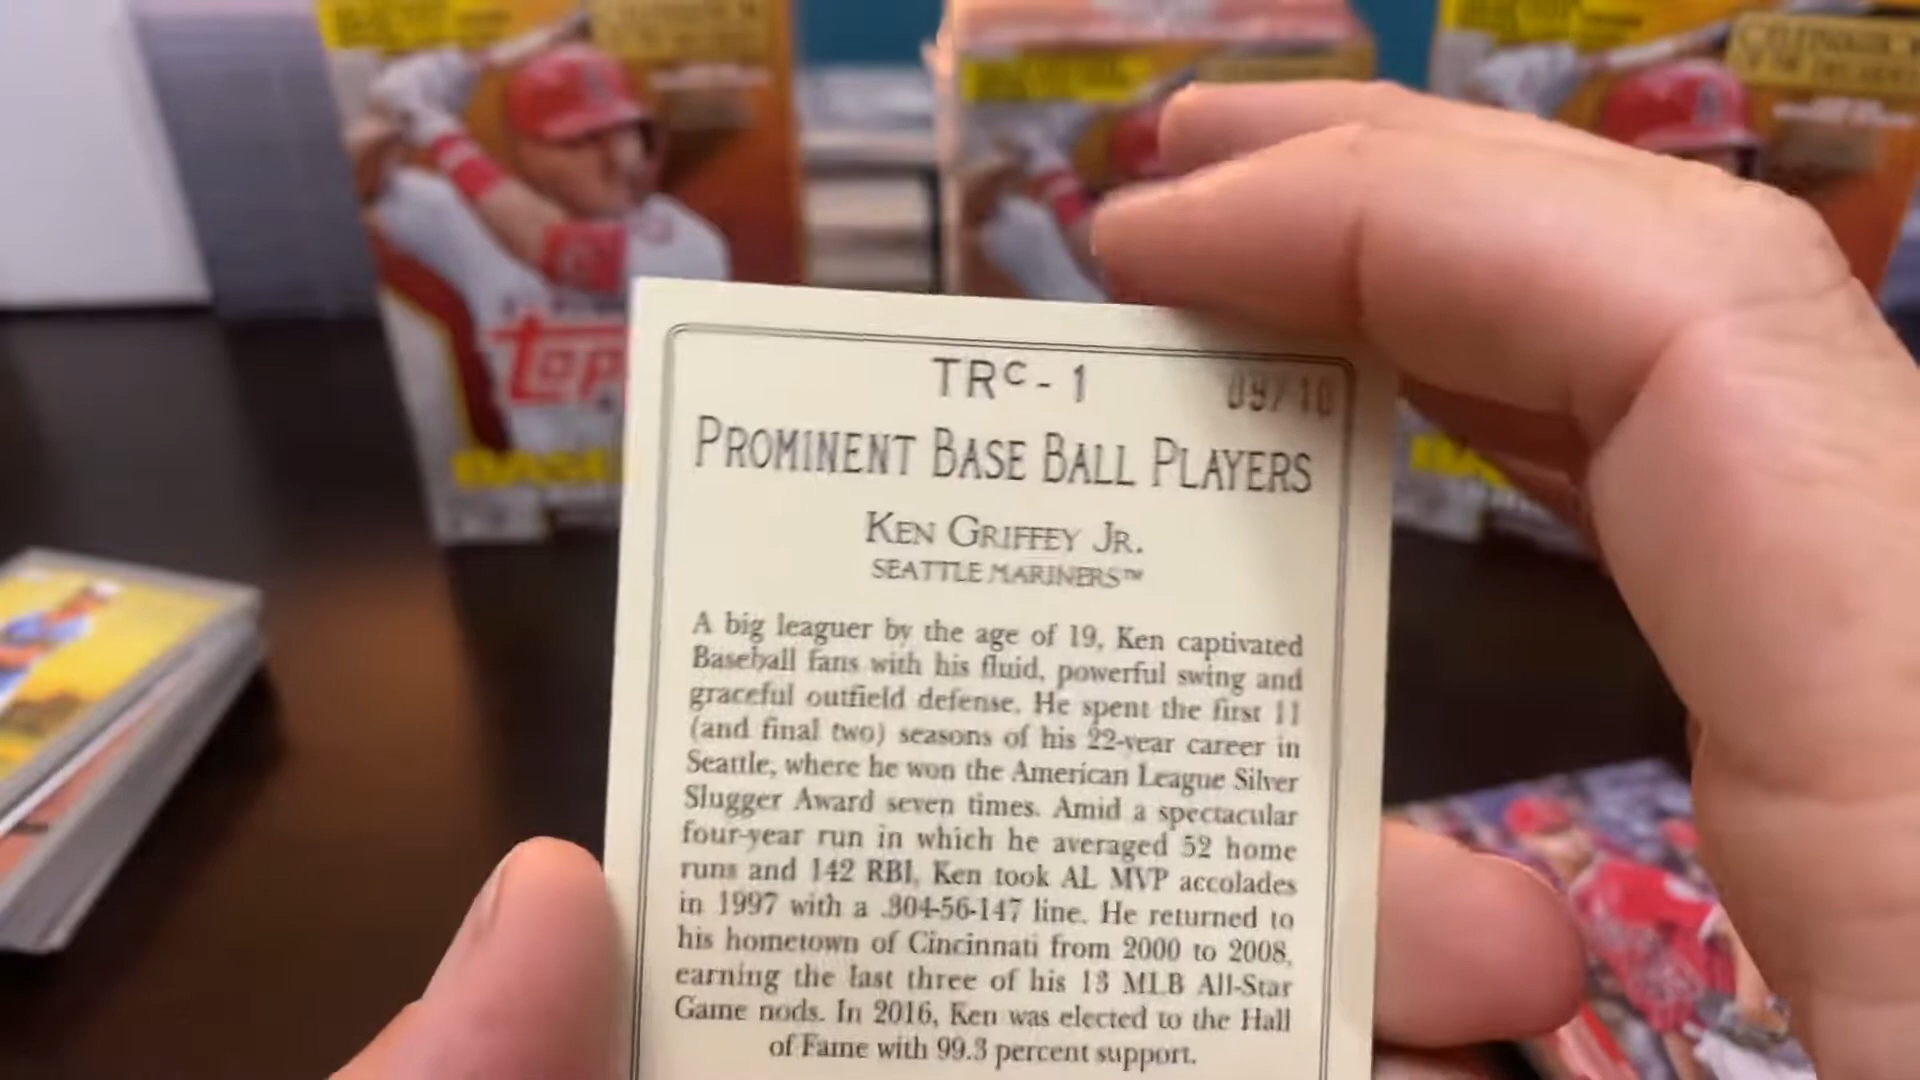 TRC - 1
09/10
PROMINENT BASE BALL PLAYERS
KEN GRIFFEY JR.
SEATTLE MARINERS™
A big leaguer by the age of 19, Ken captivated
Baseball fans with his fluid, powerful swing and
graceful outfield defense. He spent the first 11
(and final two) seasons of his 22-year career in
Seattle, where he won the American League Silver
Slugger Award seven times. Amid a spectacular
four-year run in which he averaged 52 home
runs and 142 RBI, Ken took AL MVP accolades
in 1997 with a .304-56-147 line. He returned to
his hometown of Cincinnati from 2000 to 2008,
earning the last three of his 13 MLB All-Star
Game nods. In 2016, Ken was elected to the Hall
of Fame with 99.3 percent support.